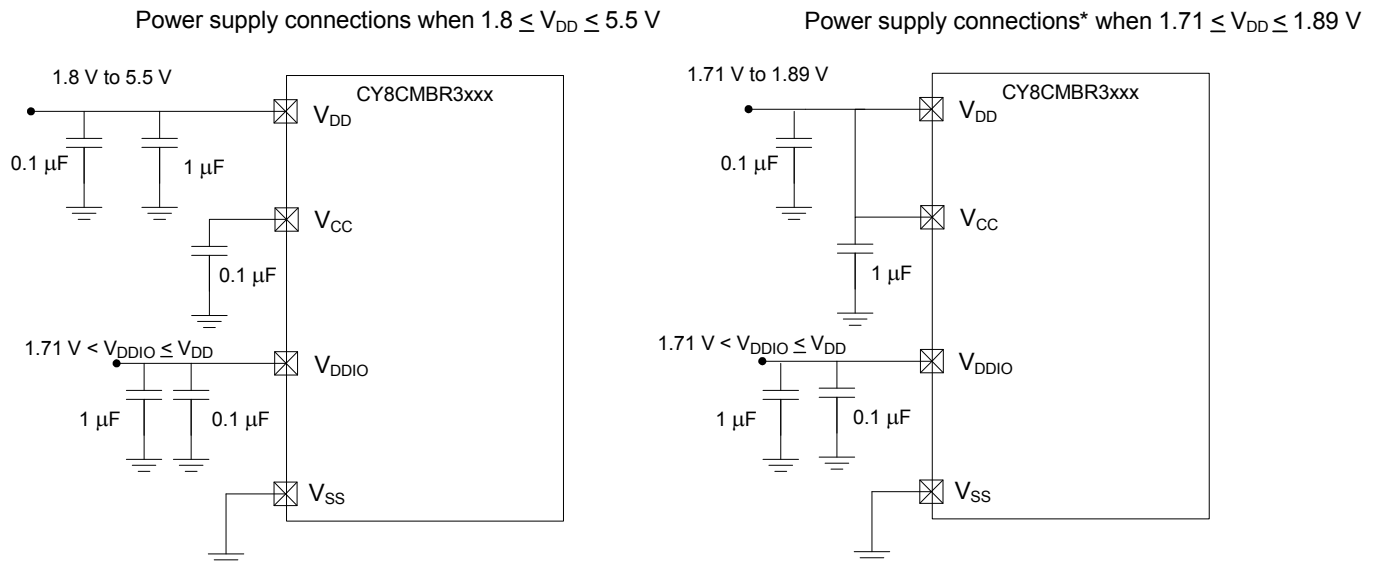 Power supply connections when 1.8 ≤ VDD ≤ 5.5 V
1.8 V to 5.5 V
CY8CMBR3xxx
VDD
0.1 μF
1 μF
VCC
0.1 μF
1.71 V < VDDIO ≤ VDD
VDDIO
1 μF
0.1 μF
VSS
Power supply connections* when 1.71 ≤ VDD ≤ 1.89 V
1.71 V to 1.89 V
CY8CMBR3xxx
VDD
0.1 μF
VCC
1 μF
1.71 V < VDDIO ≤ VDD
VDDIO
1 μF
0.1 μF
VSS